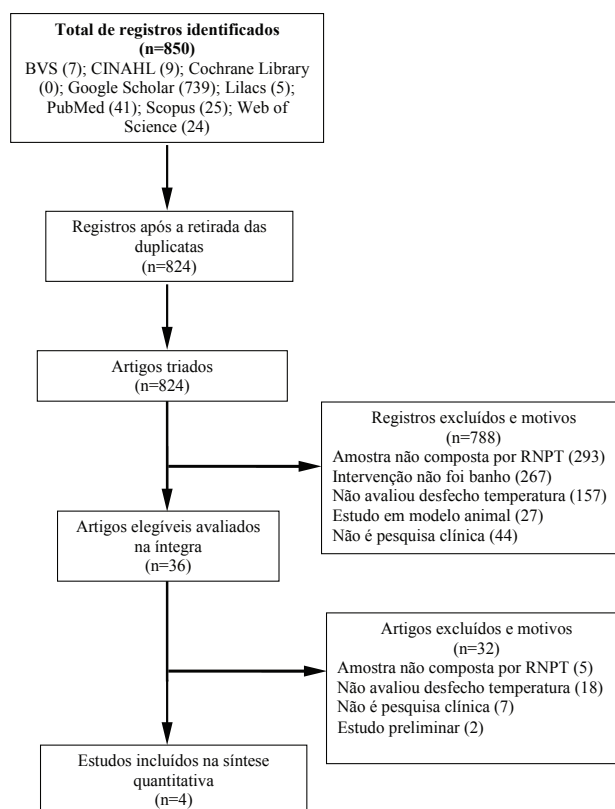 Total de registros identificados
(n=850)
BVS (7); CINAHL (9); Cochrane Library
(0); Google Scholar (739); Lilacs (5);
PubMed (41); Scopus (25); Web of
Science (24)
Registros após a retirada das
duplicatas
(n=824)
Artigos triados
(n=824)
Registros excluídos e motivos
(n=788)
Amostra não composta por RNPT (293)
Intervenção não foi banho (267)
Não avaliou desfecho temperatura (157)
Estudo em modelo animal (27)
Não é pesquisa clínica (44)
Artigos elegíveis avaliados
na íntegra
(n=36)
Artigos excluídos e motivos
(n=32)
Amostra não composta por RNPT (5)
Não avaliou desfecho temperatura (18)
Não é pesquisa clínica (7)
Estudo preliminar (2)
Estudos incluídos na síntese
quantitativa
(n=4)